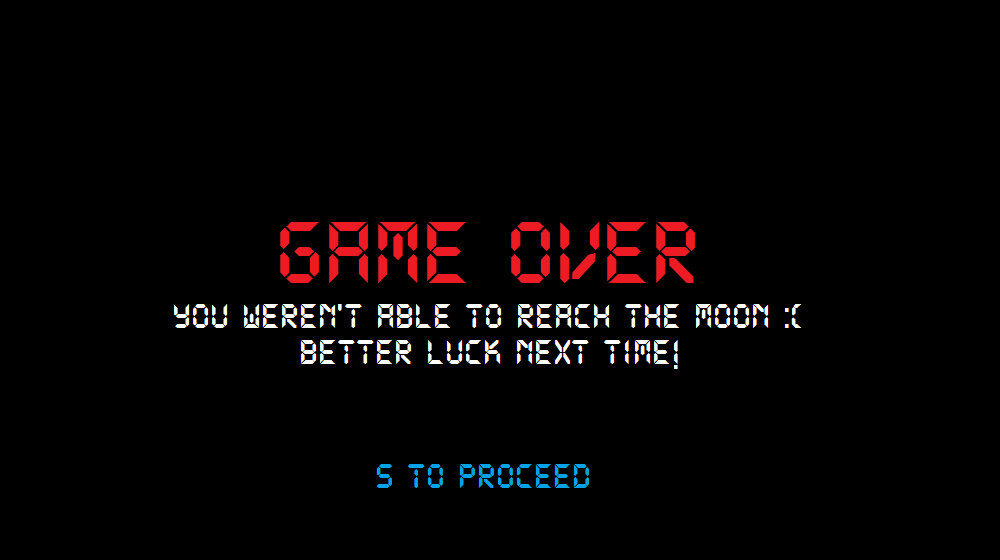 GAME OVER
YOU WEREN'T ABLE TO REACH THE MOON :(
BETTER LUCK NEXT TIME!
S TO PROCEED